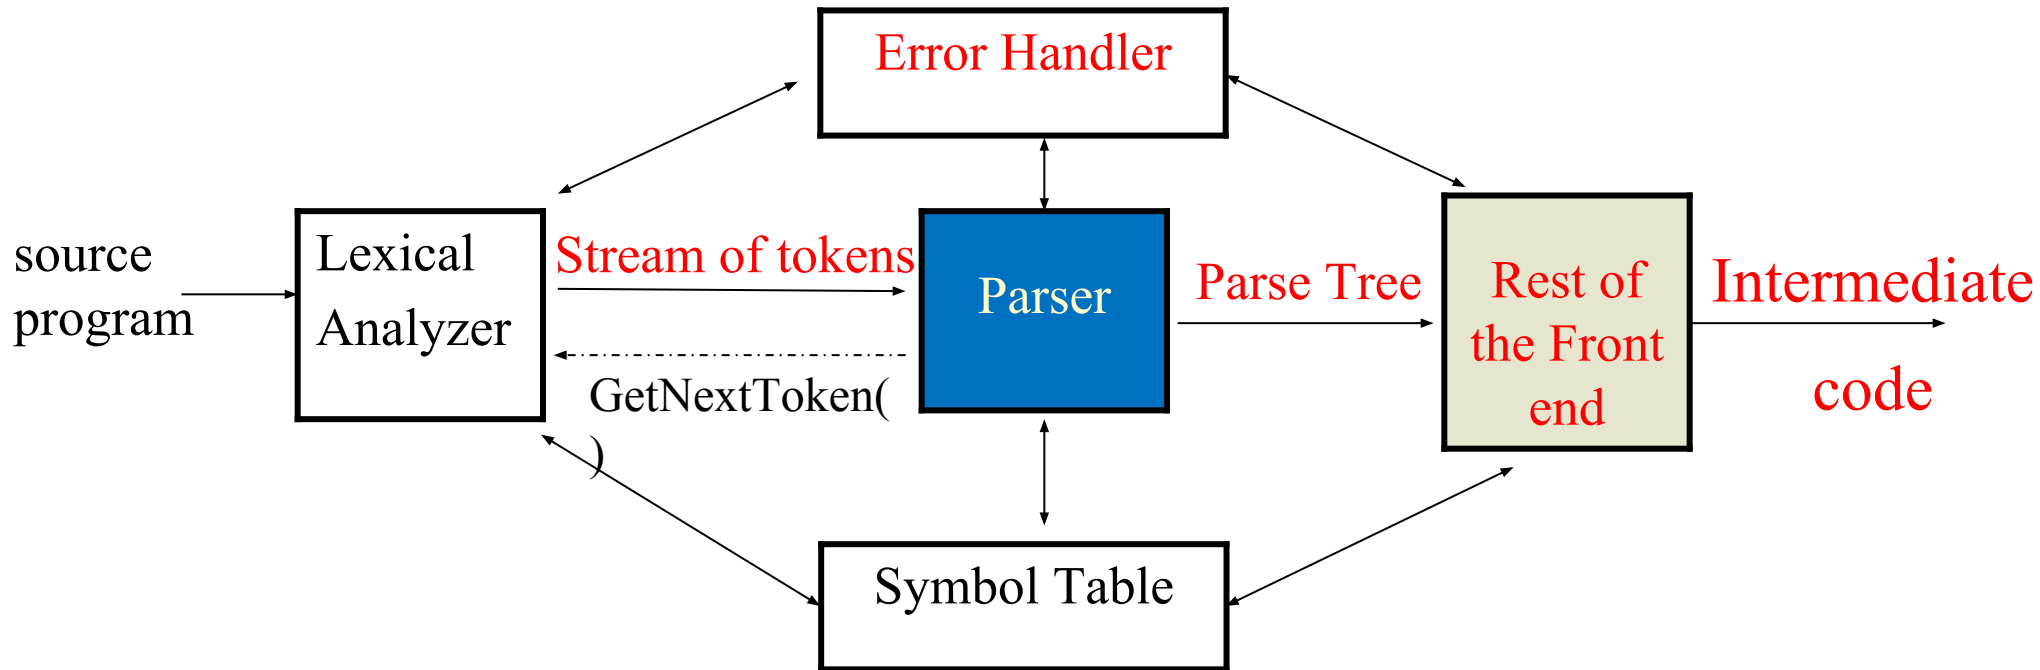 Error Handler
source
program
Lexical
Analyzer
Stream of tokens
GetNextToken(
)
Parser
Parse Tree
Rest of
the Front
end
Intermediate
code
Symbol Table